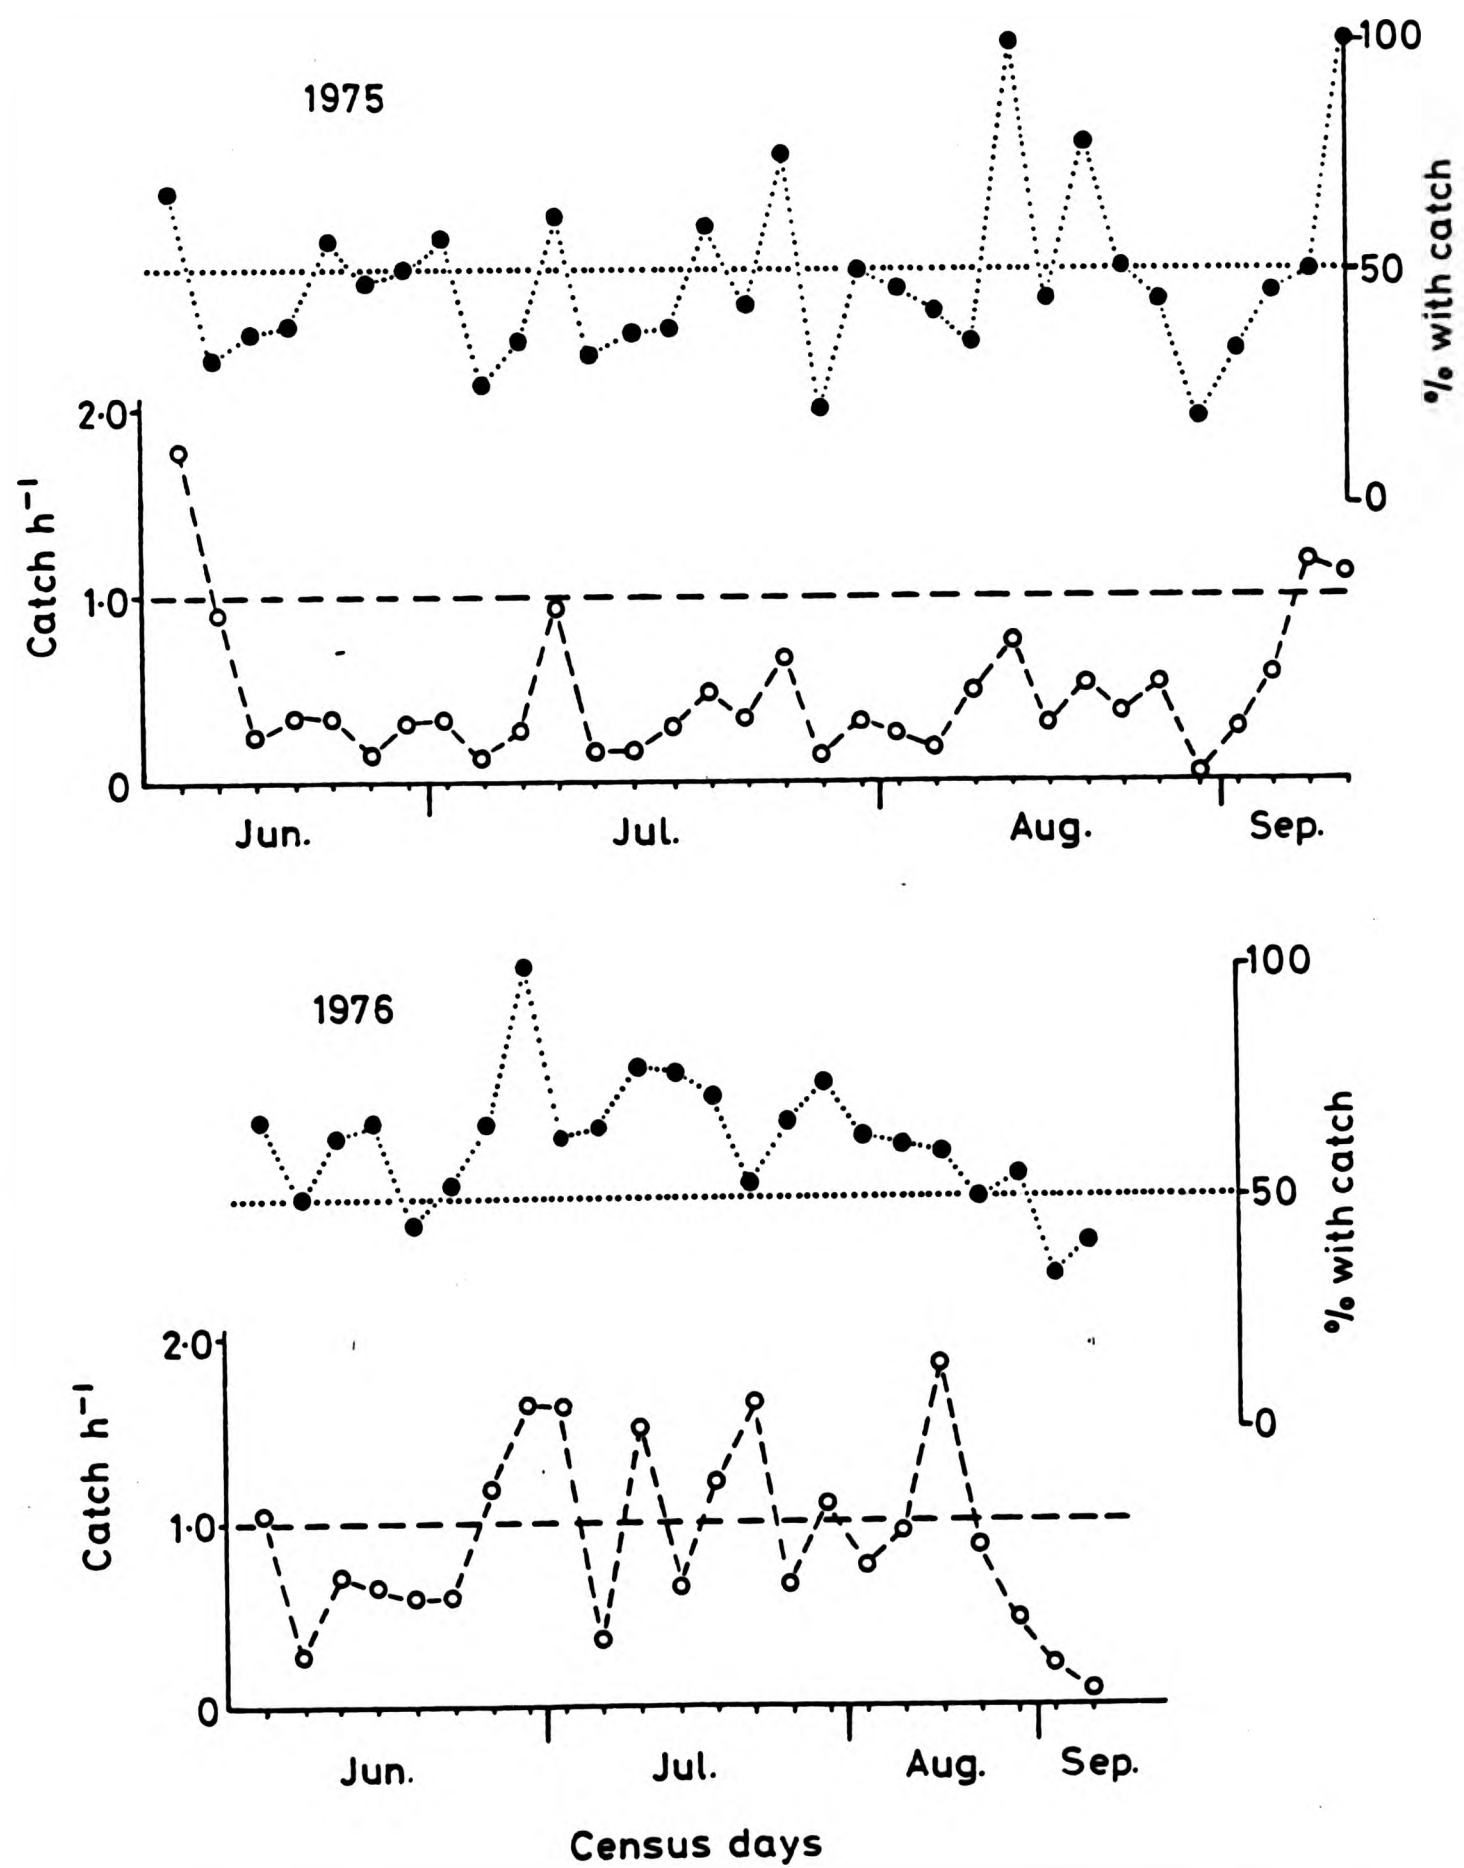 1975
100
50
0
% with catch
2·0
1·0
0
Catch h⁻¹
Jun. Jul. Aug. Sep.
1976
100
50
0
% with catch
2·0
1·0
0
Catch h⁻¹
Jun. Jul. Aug. Sep.
Census days